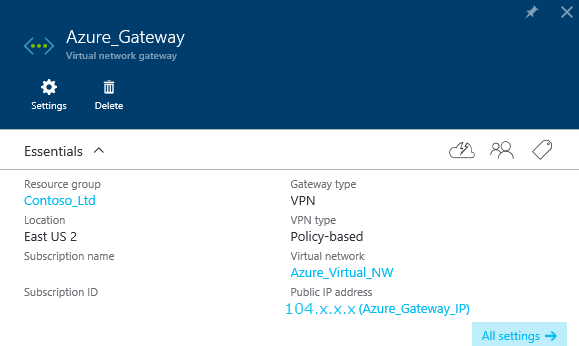 Azure_Gateway
Virtual network gateway
Settings Delete
Essentials
Resource group
Contoso_Ltd
Location
East US 2
Subscription name
Subscription ID
Gateway type
VPN
VPN type
Policy-based
Virtual network
Azure_Virtual_NW
Public IP address
104.x.x.x (Azure_Gateway_IP)
All settings →